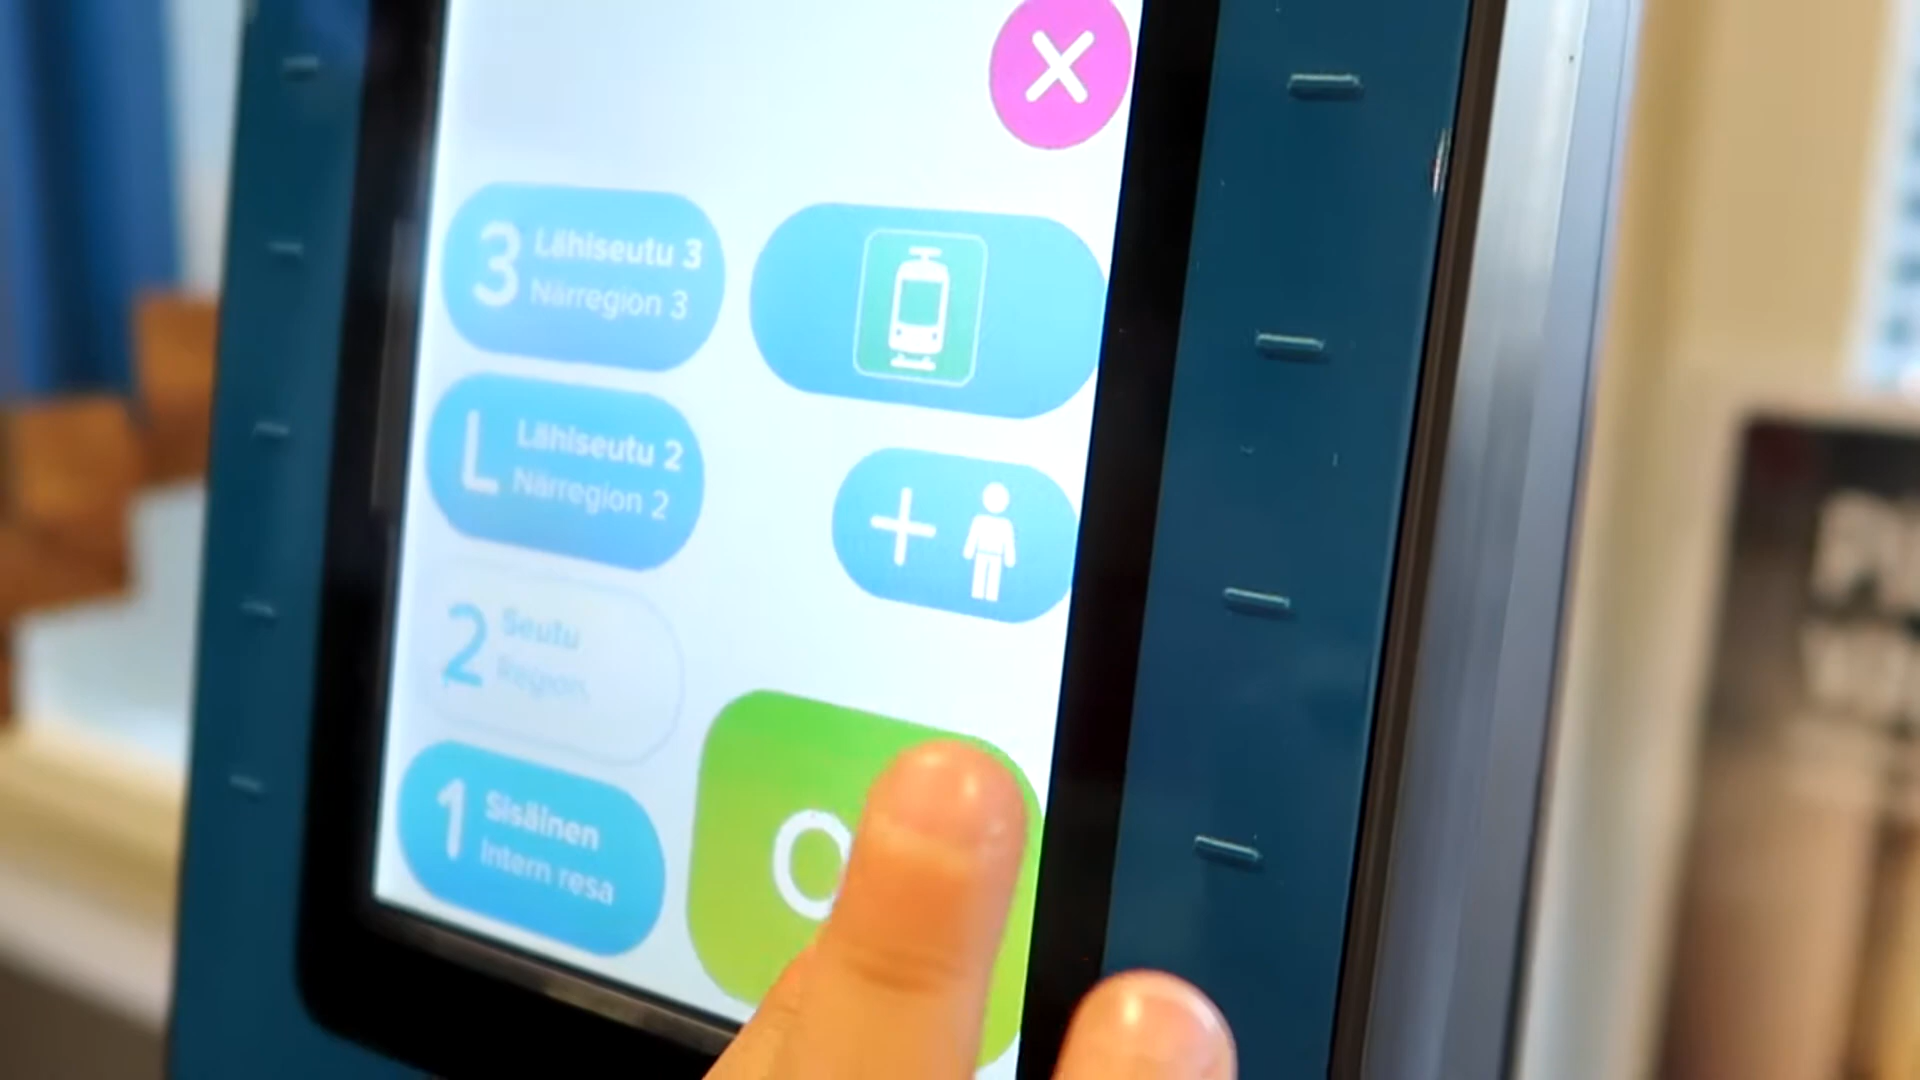 3 Lähiseutu 3
Närregion 3
L Lähiseutu 2
Närregion 2
2 Seutu
Region
1 Sisäinen
Intern resa